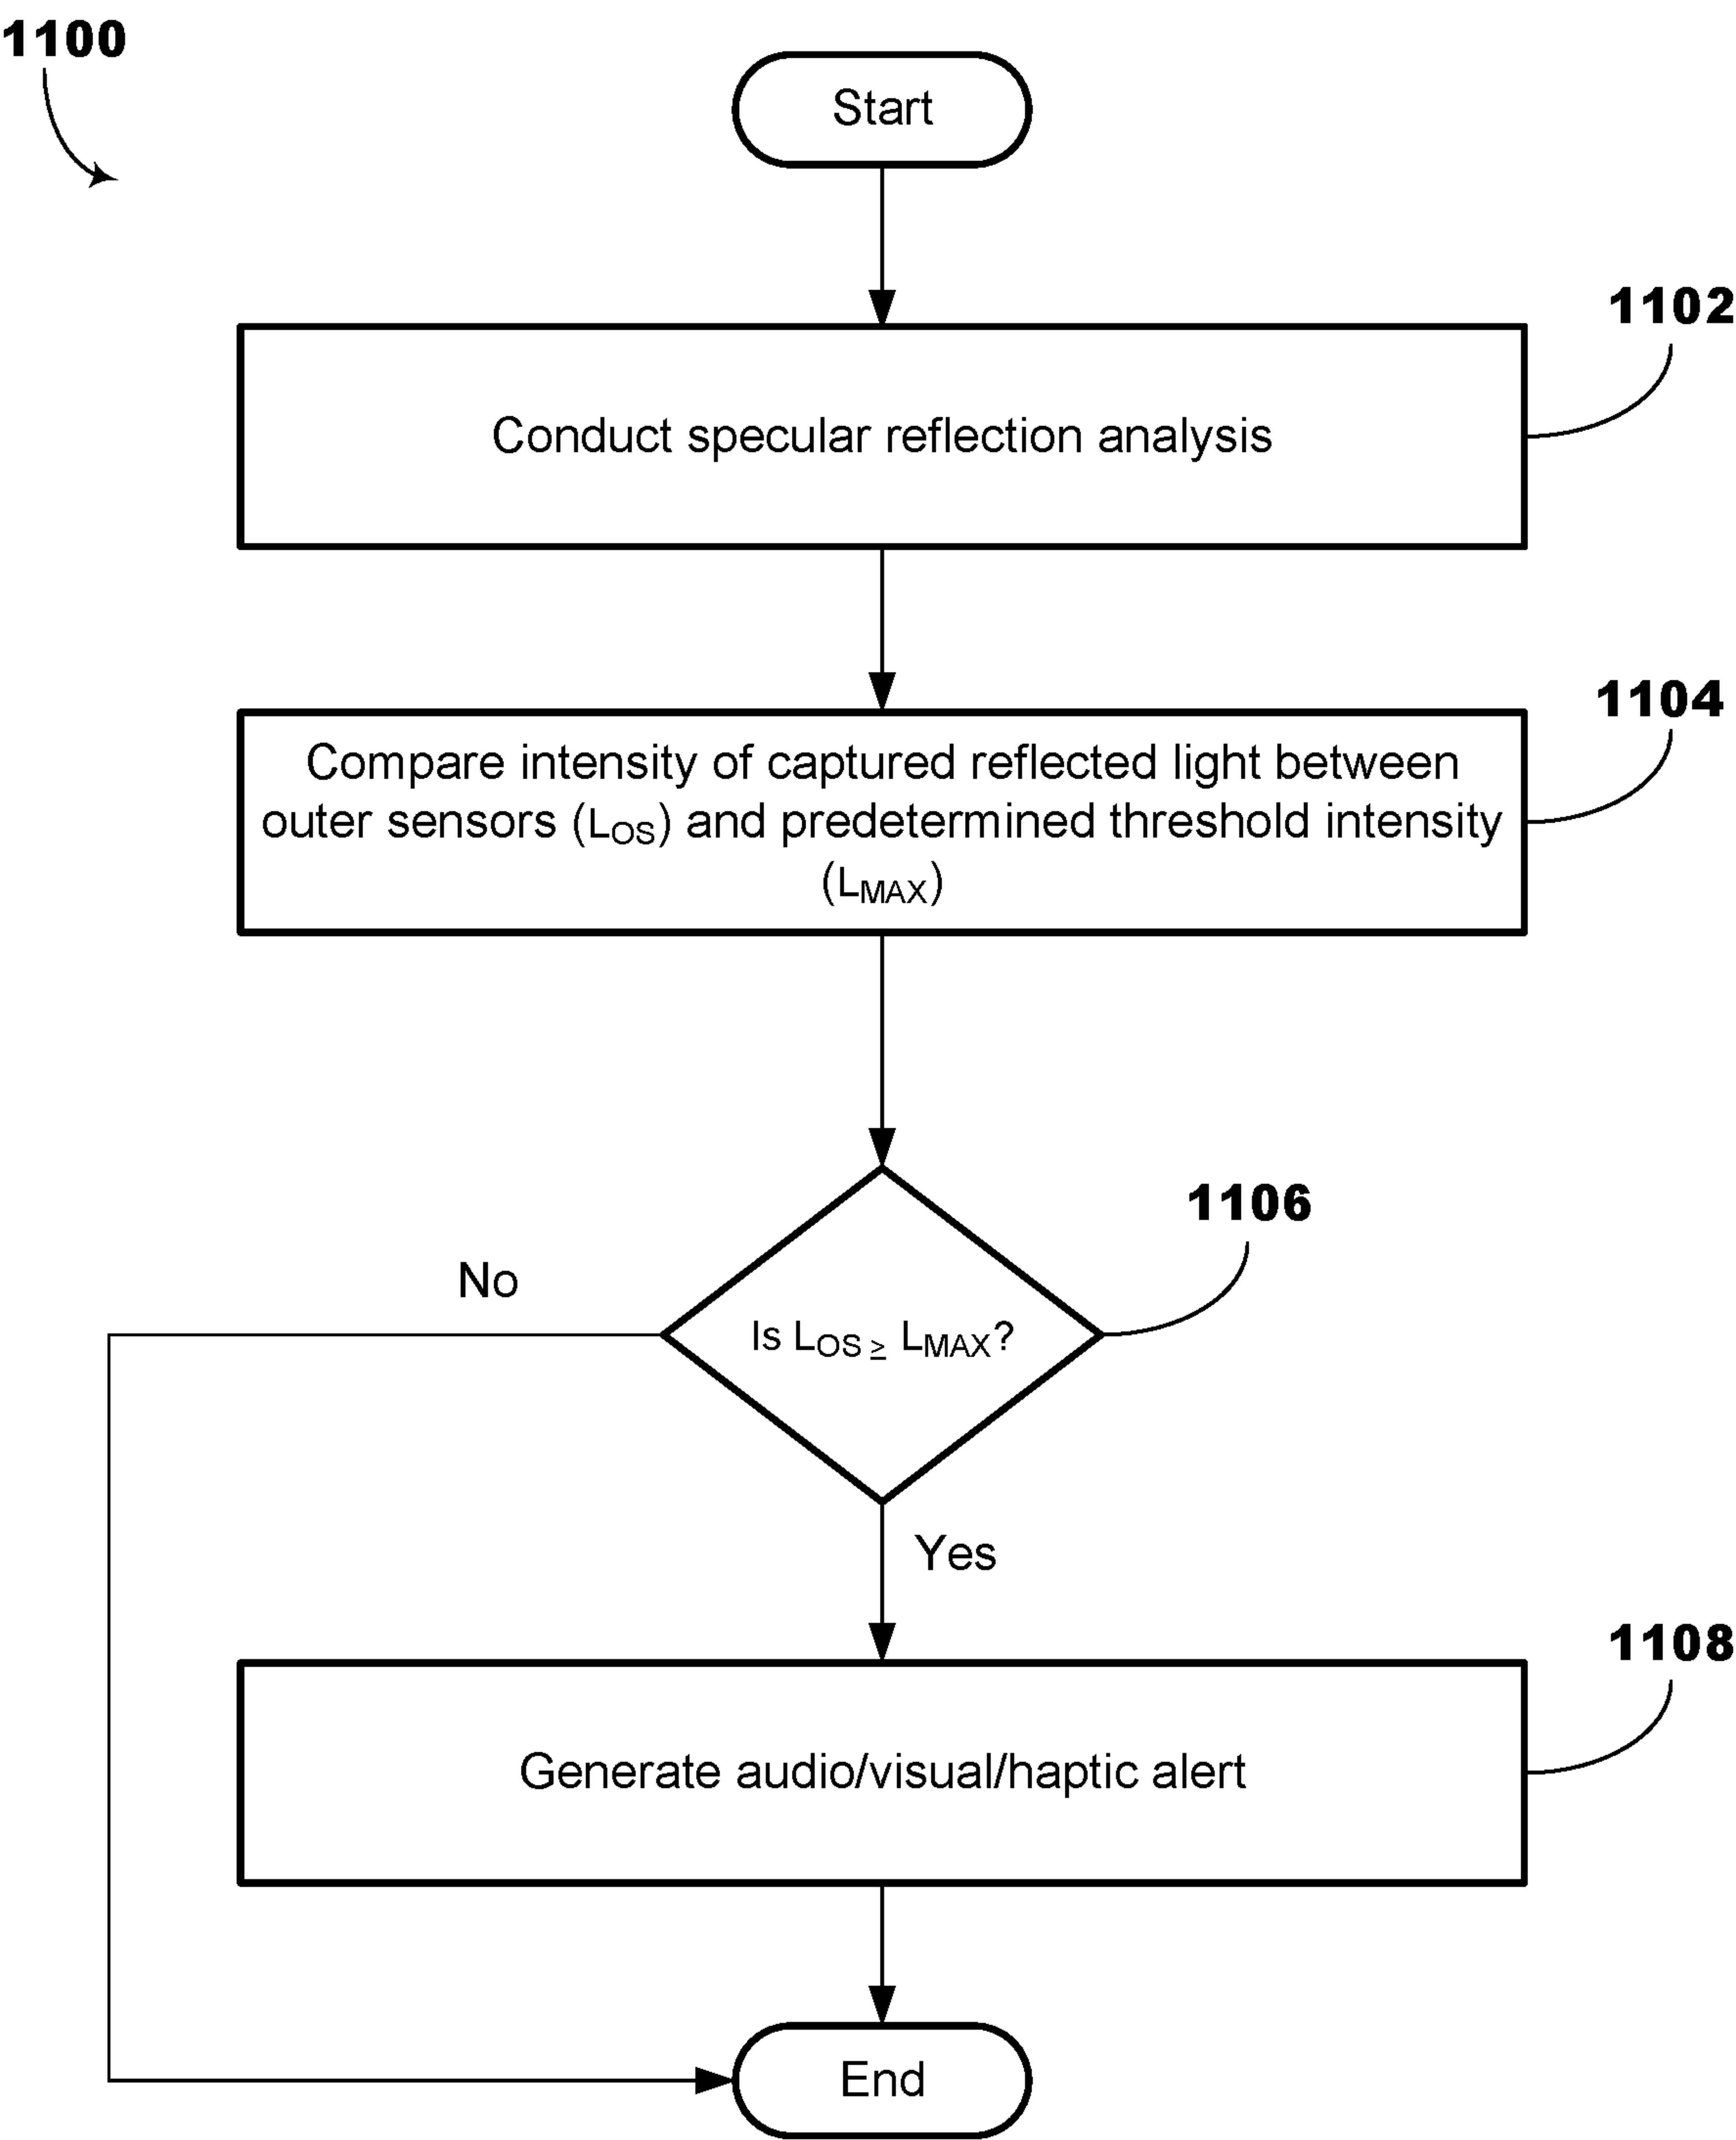 1100
Start
1102
Conduct specular reflection analysis
1104
Compare intensity of captured reflected light between
outer sensors (LOS) and predetermined threshold intensity
(LMAX)
1106
No
Is LOS ≥ LMAX?
Yes
1108
Generate audio/visual/haptic alert
End